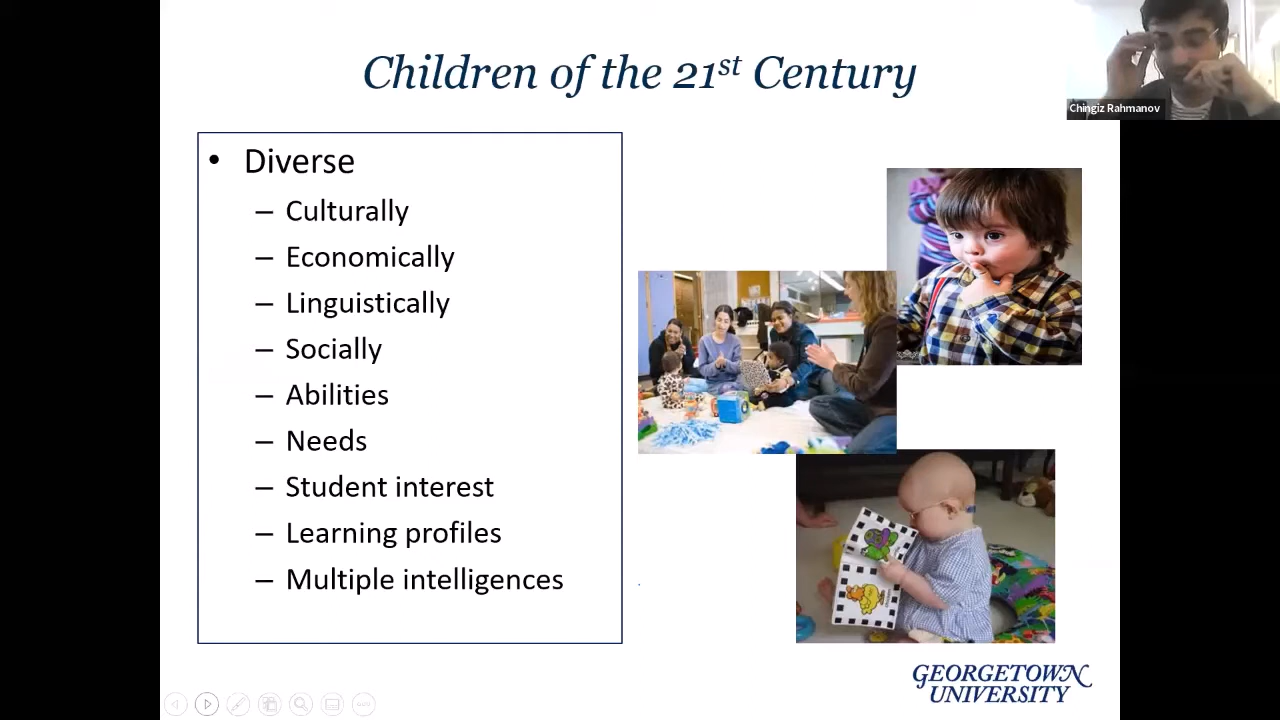 Children of the 21st Century
Chingiz Rahmanov
• Diverse
– Culturally
– Economically
– Linguistically
– Socially
– Abilities
– Needs
– Student interest
– Learning profiles
– Multiple intelligences
GEORGETOWN
UNIVERSITY